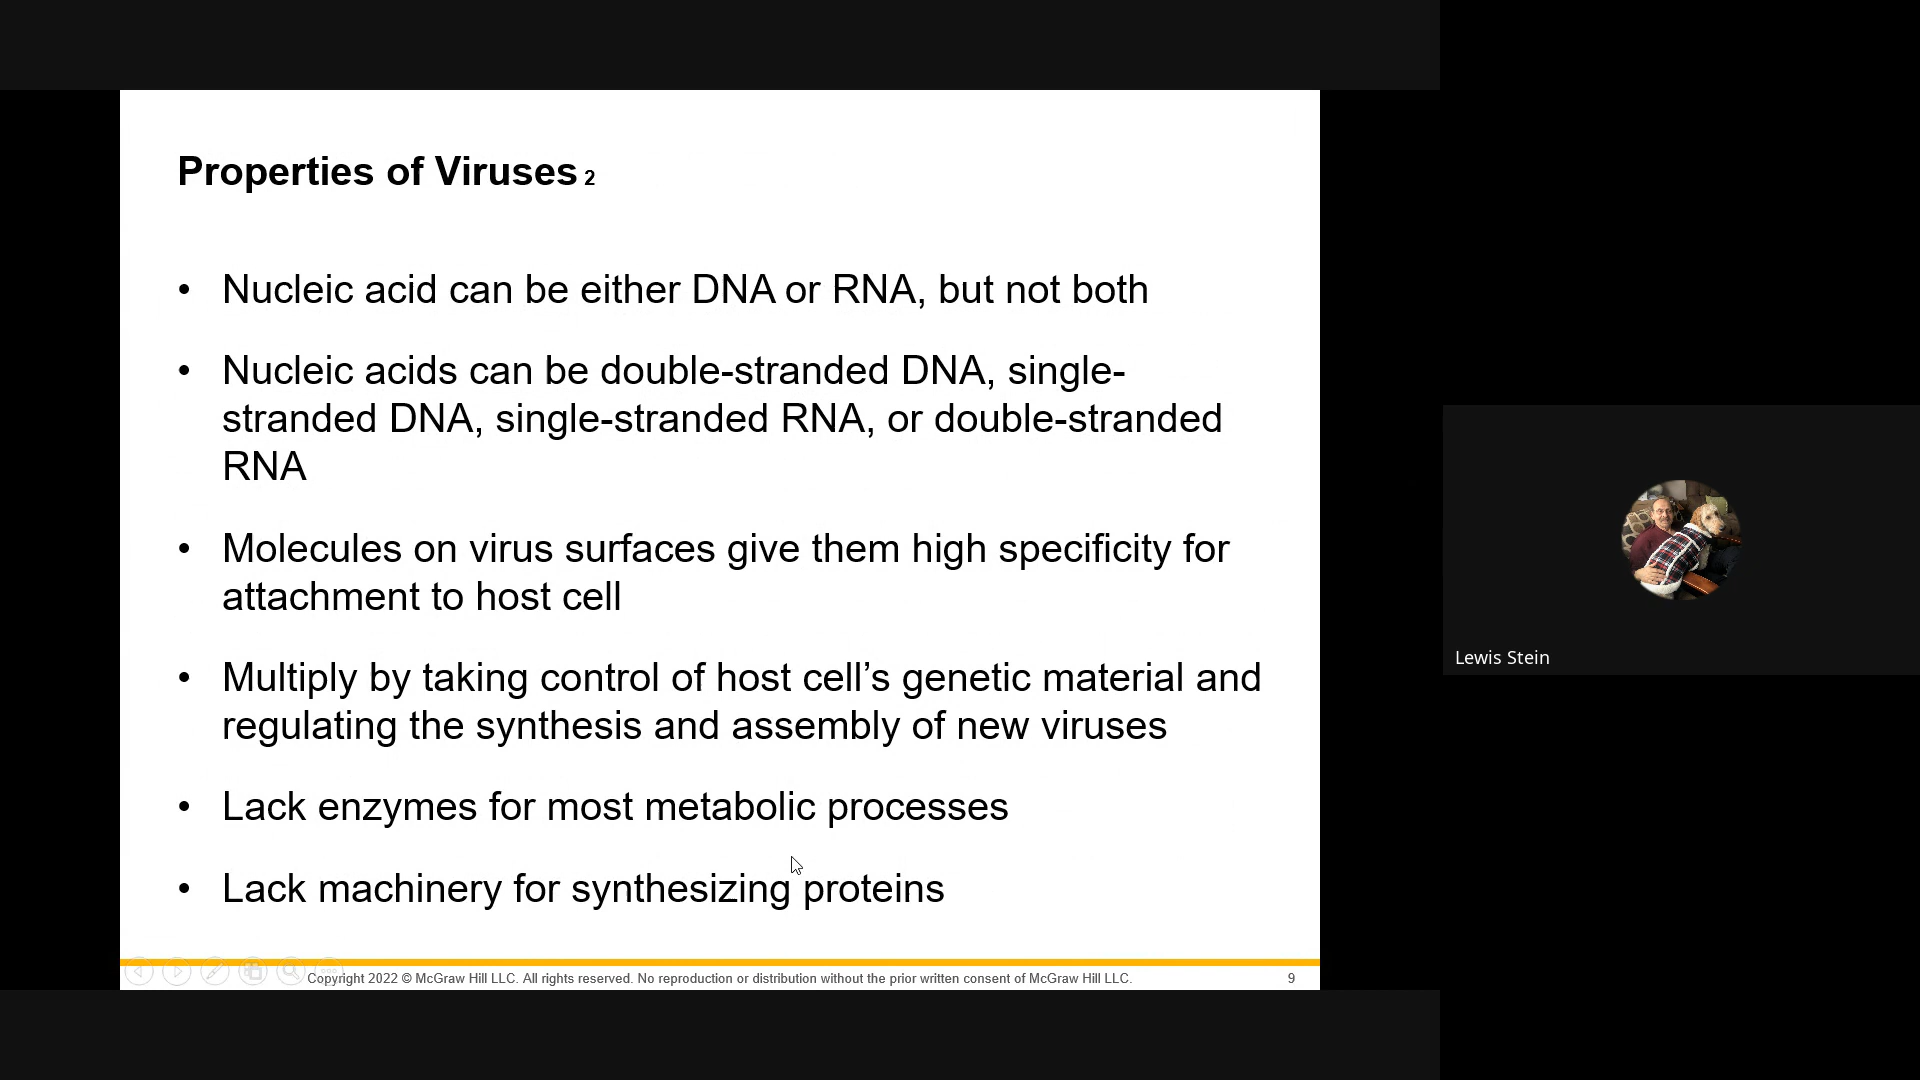 Properties of Viruses 2
• Nucleic acid can be either DNA or RNA, but not both
• Nucleic acids can be double-stranded DNA, single-
stranded DNA, single-stranded RNA, or double-stranded
RNA
• Molecules on virus surfaces give them high specificity for
attachment to host cell
• Multiply by taking control of host cell’s genetic material and
regulating the synthesis and assembly of new viruses
• Lack enzymes for most metabolic processes
• Lack machinery for synthesizing proteins
Copyright 2022 © McGraw Hill LLC. All rights reserved. No reproduction or distribution without the prior written consent of McGraw Hill LLC.
9
Lewis Stein